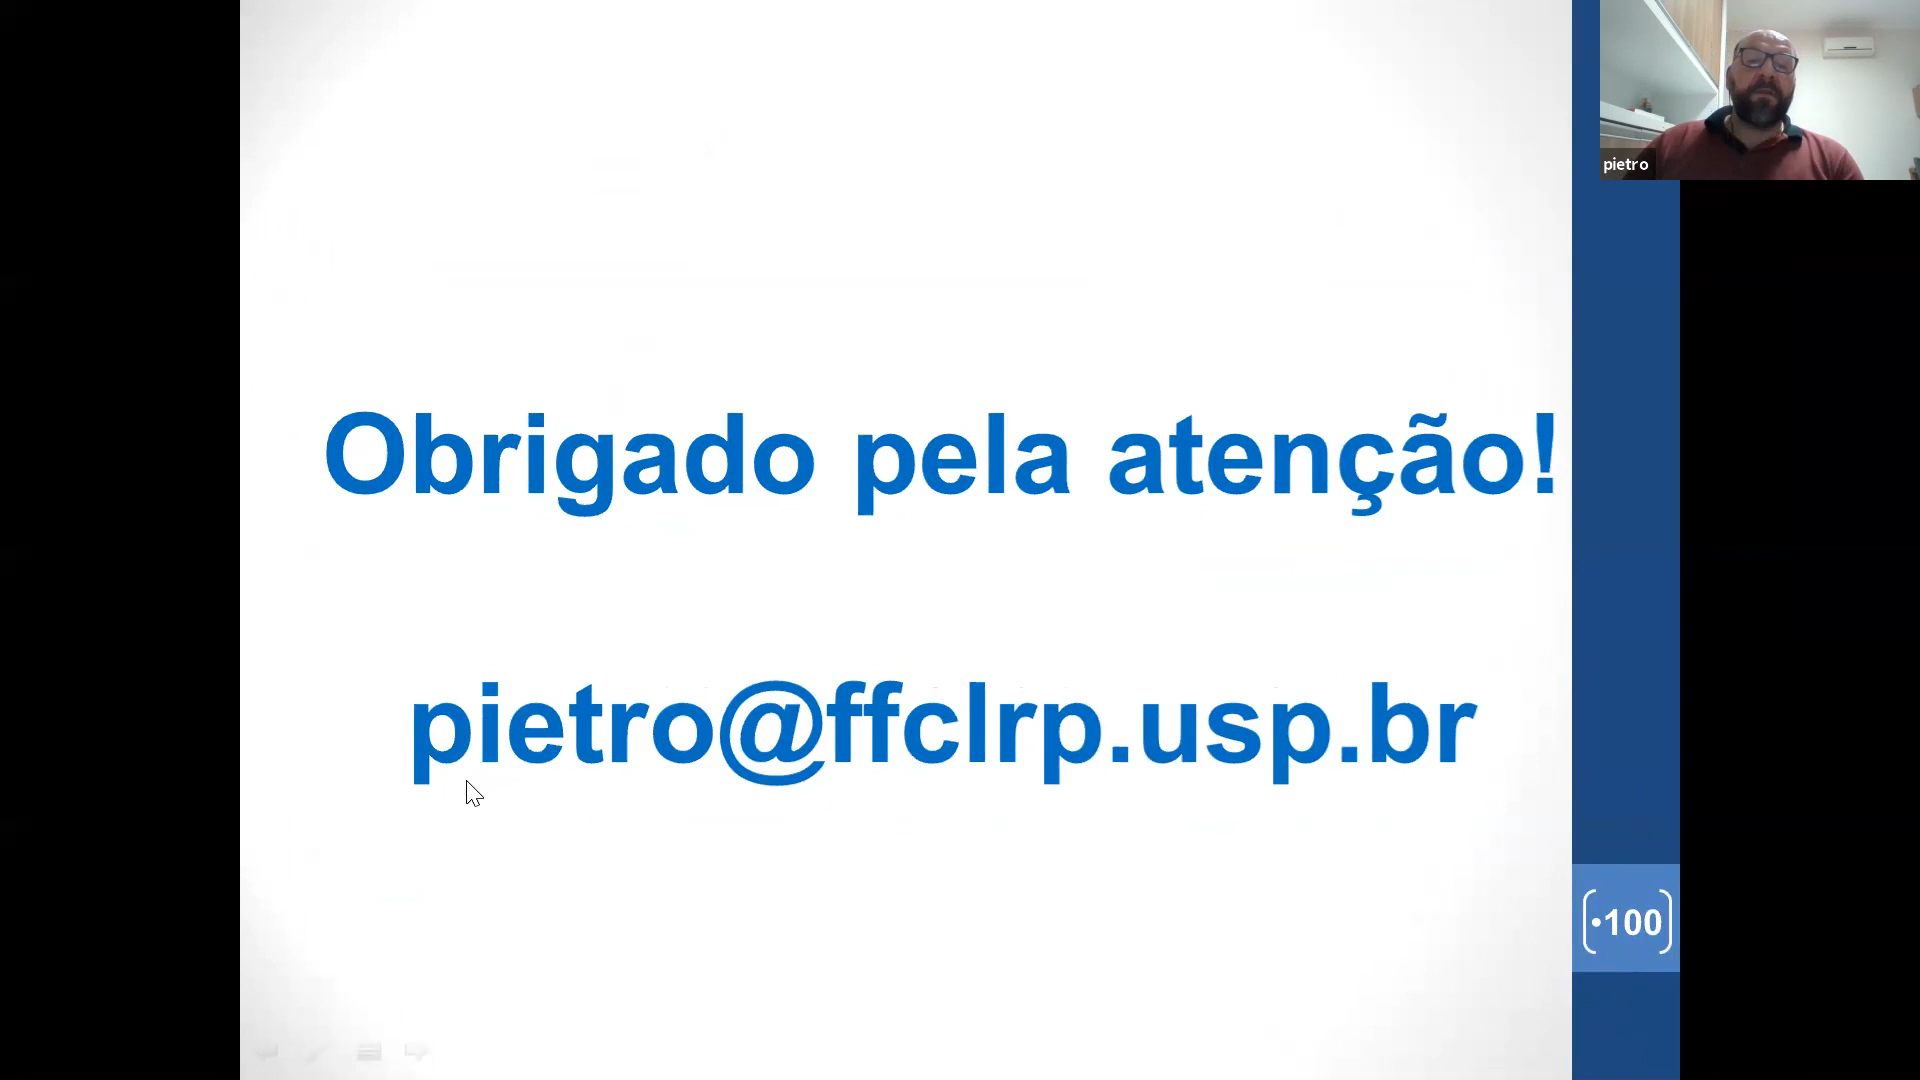 pietro
Obrigado pela atenção!
pietro@ffclrp.usp.br
•100